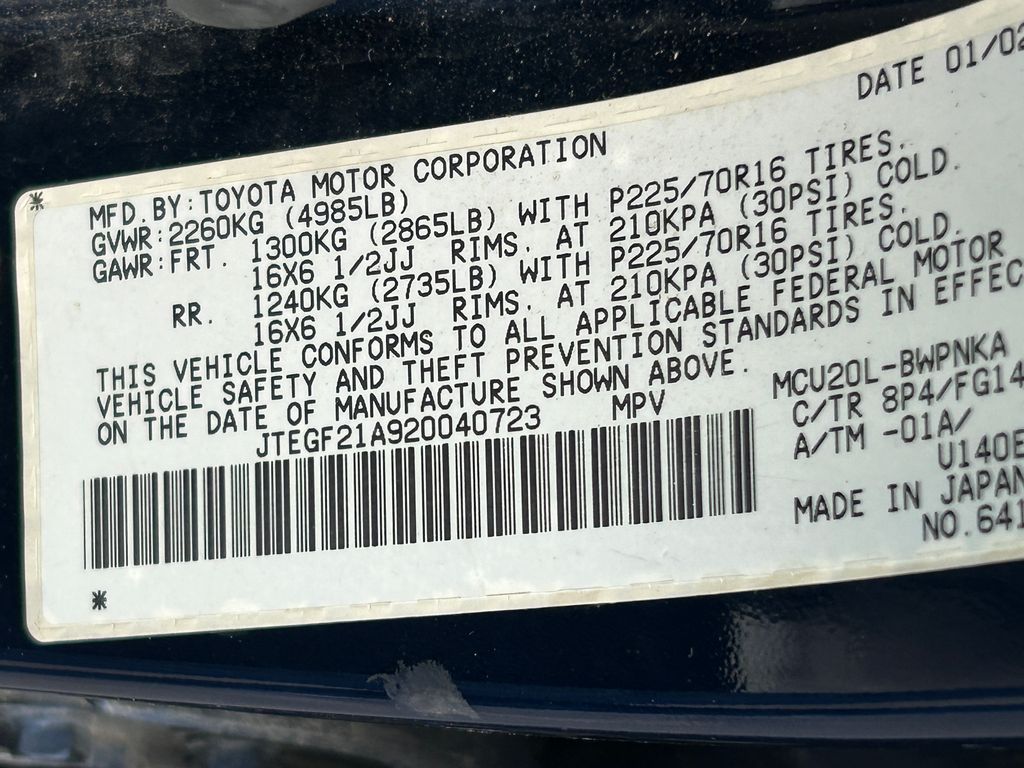 DATE 01/02
MFD.BY:TOYOTA MOTOR CORPORATION
GVWR:2260KG (4985LB)
GAWR:FRT. 1300KG (2865LB) WITH P225/70R16 TIRES.
16X6 1/2JJ RIMS. AT 210KPA (30PSI) COLD.
RR. 1240KG (2735LB) WITH P225/70R16 TIRES.
16X6 1/2JJ RIMS. AT 210KPA (30PSI) COLD.
THIS VEHICLE CONFORMS TO ALL APPLICABLE FEDERAL MOTOR
VEHICLE SAFETY AND THEFT PREVENTION STANDARDS IN EFFEC
ON THE DATE OF MANUFACTURE SHOWN ABOVE.
JTEGF21A920040723 MPV
MCU20L-BWPNKA
C/TR 8P4/FG14
A/TM -01A/
U140E
MADE IN JAPAN
NO.641